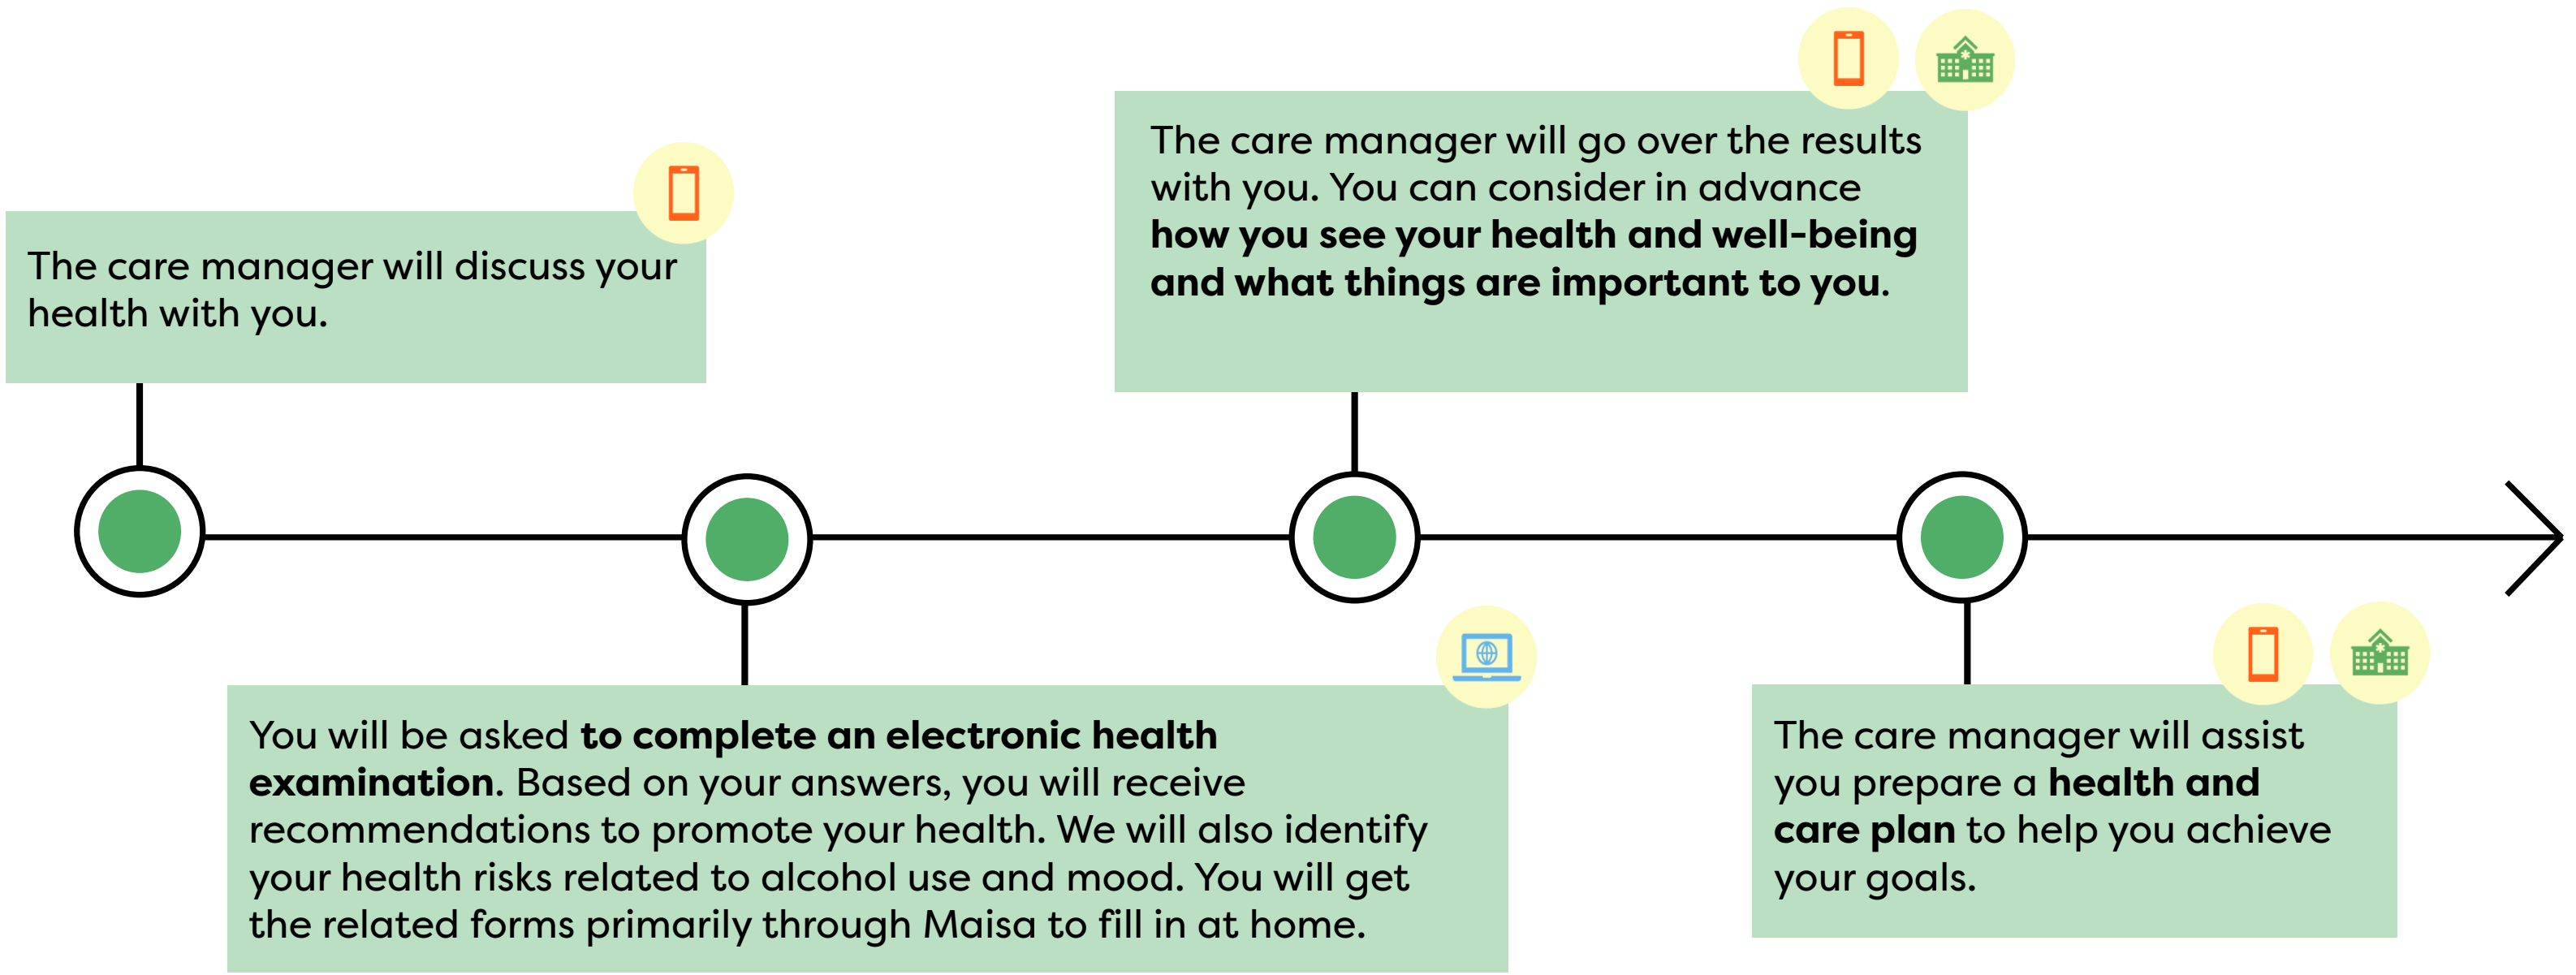 The care manager will discuss your
health with you.
You will be asked to complete an electronic health
examination. Based on your answers, you will receive
recommendations to promote your health. We will also identify
your health risks related to alcohol use and mood. You will get
the related forms primarily through Maisa to fill in at home.
The care manager will go over the results
with you. You can consider in advance
how you see your health and well-being
and what things are important to you.
The care manager will assist
you prepare a health and
care plan to help you achieve
your goals.